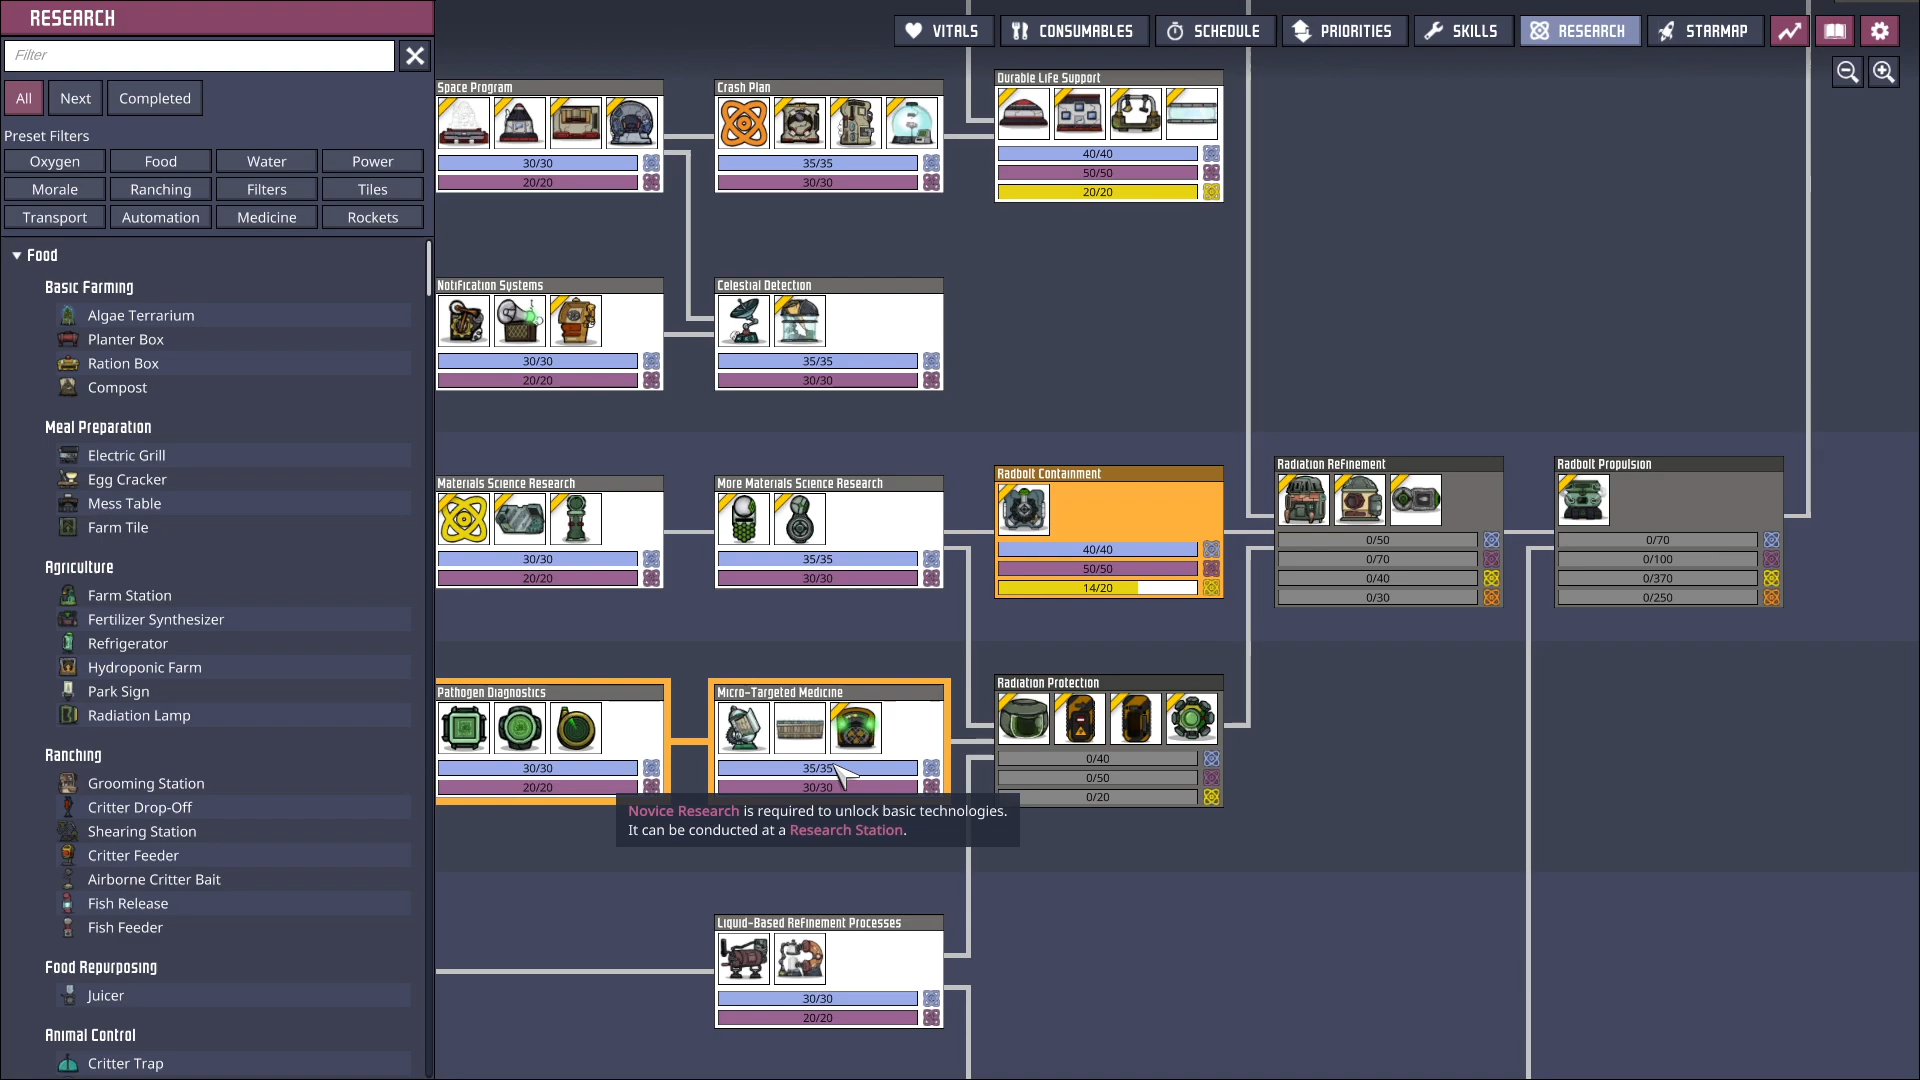 RESEARCH
VITALS
CONSUMABLES
SCHEDULE
PRIORITIES
SKILLS
RESEARCH
STARMAP
Filter
All
Next
Completed
Preset Filters
Oxygen
Food
Water
Power
Morale
Ranching
Filters
Tiles
Transport
Automation
Medicine
Rockets
Food
Basic Farming
Algae Terrarium
Planter Box
Ration Box
Compost
Meal Preparation
Electric Grill
Egg Cracker
Mess Table
Farm Tile
Agriculture
Farm Station
Fertilizer Synthesizer
Refrigerator
Hydroponic Farm
Park Sign
Radiation Lamp
Ranching
Grooming Station
Critter Drop-Off
Shearing Station
Critter Feeder
Airborne Critter Bait
Fish Release
Fish Feeder
Food Repurposing
Juicer
Animal Control
Critter Trap
Space Program
30/30
20/20
Crash Plan
35/35
30/30
Durable Life Support
40/40
50/50
20/20
Notification Systems
30/30
20/20
Celestial Detection
35/35
30/30
Materials Science Research
30/30
20/20
More Materials Science Research
35/35
30/30
Radbolt Containment
40/40
50/50
14/20
Radiation Refinement
0/50
0/70
0/40
0/30
Radbolt Propulsion
0/70
0/100
0/370
0/250
Pathogen Diagnostics
30/30
20/20
Micro-Targeted Medicine
35/35
30/30
Radiation Protection
0/40
0/50
0/20
Novice Research is required to unlock basic technologies.
It can be conducted at a Research Station.
Liquid-Based Refinement Processes
30/30
20/20